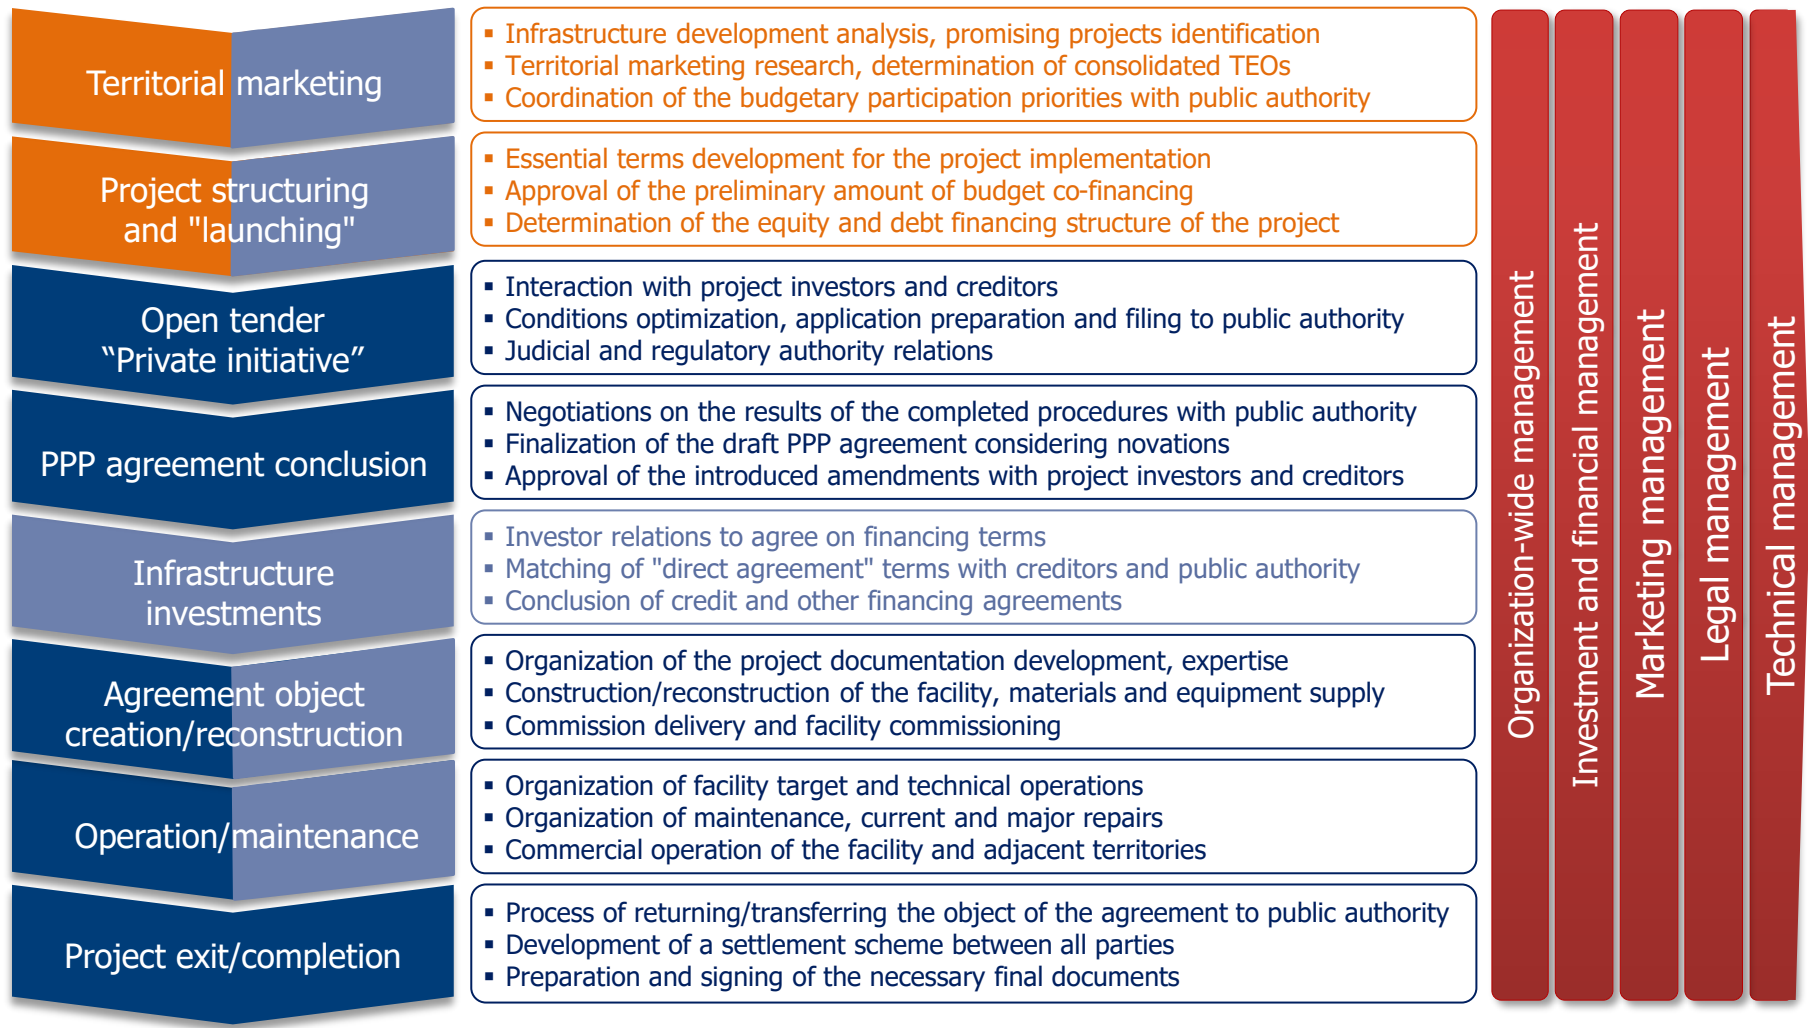 Territorial marketing
▪ Infrastructure development analysis, promising projects identification
▪ Territorial marketing research, determination of consolidated TEOs
▪ Coordination of the budgetary participation priorities with public authority
Project structuring
and "launching"
▪ Essential terms development for the project implementation
▪ Approval of the preliminary amount of budget co-financing
▪ Determination of the equity and debt financing structure of the project
Open tender
“Private initiative”
▪ Interaction with project investors and creditors
▪ Conditions optimization, application preparation and filing to public authority
▪ Judicial and regulatory authority relations
PPP agreement conclusion
▪ Negotiations on the results of the completed procedures with public authority
▪ Finalization of the draft PPP agreement considering novations
▪ Approval of the introduced amendments with project investors and creditors
Infrastructure
investments
▪ Investor relations to agree on financing terms
▪ Matching of "direct agreement" terms with creditors and public authority
▪ Conclusion of credit and other financing agreements
Agreement object
creation/reconstruction
▪ Organization of the project documentation development, expertise
▪ Construction/reconstruction of the facility, materials and equipment supply
▪ Commission delivery and facility commissioning
Operation/maintenance
▪ Organization of facility target and technical operations
▪ Organization of maintenance, current and major repairs
▪ Commercial operation of the facility and adjacent territories
Project exit/completion
▪ Process of returning/transferring the object of the agreement to public authority
▪ Development of a settlement scheme between all parties
▪ Preparation and signing of the necessary final documents
Organization-wide management
Investment and financial management
Marketing management
Legal management
Technical management